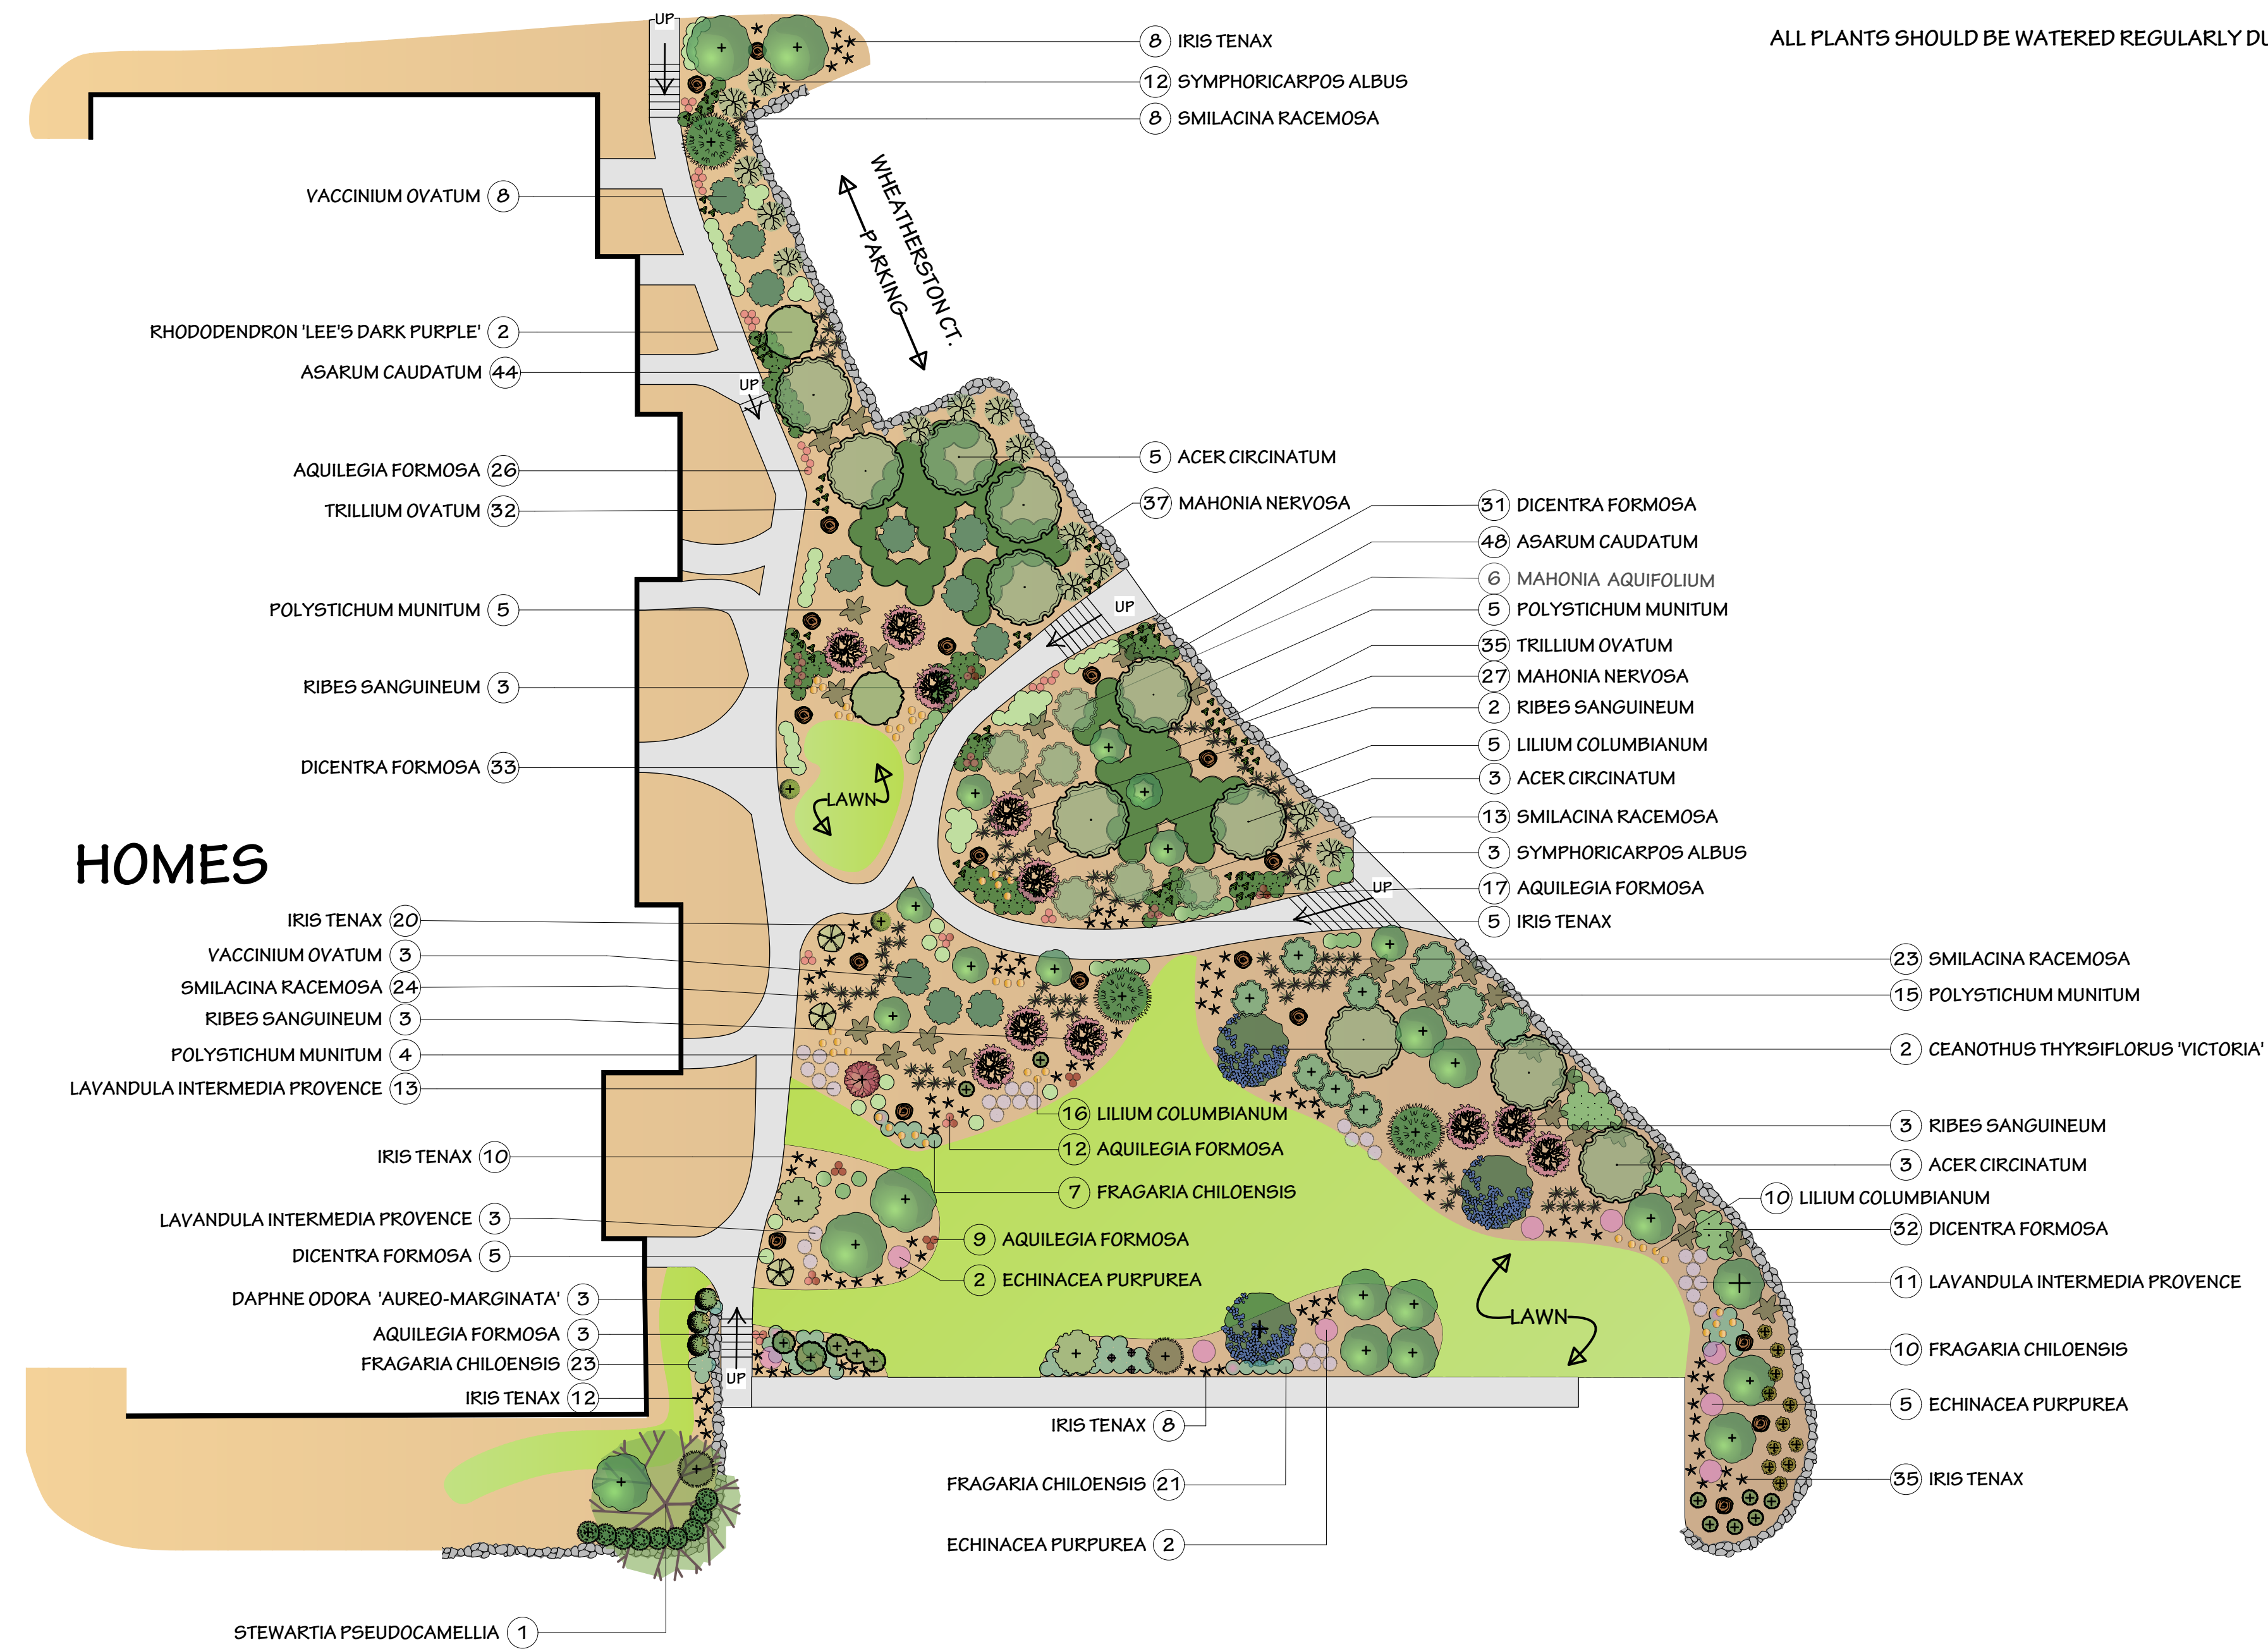 UP
8 IRIS TENAX
12 SYMPHORICARPOS ALBUS
8 SMILACINA RACEMOSA
ALL PLANTS SHOULD BE WATERED REGULARLY
WHEATHERSTON CT.
PARKING
VACCINIUM OVATUM 8
RHODODENDRON 'LEE'S DARK PURPLE' 2
ASARUM CAUDATUM 44
UP
AQUILEGIA FORMOSA 26
TRILLIUM OVATUM 32
POLYSTICHUM MUNITUM 5
RIBES SANGUINEUM 3
DICENTRA FORMOSA 33
5 ACER CIRCINATUM
37 MAHONIA NERVOSA
31 DICENTRA FORMOSA
48 ASARUM CAUDATUM
6 MAHONIA AQUIFOLIUM
5 POLYSTICHUM MUNITUM
35 TRILLIUM OVATUM
27 MAHONIA NERVOSA
2 RIBES SANGUINEUM
5 LILIUM COLUMBIANUM
3 ACER CIRCINATUM
13 SMILACINA RACEMOSA
3 SYMPHORICARPOS ALBUS
17 AQUILEGIA FORMOSA
5 IRIS TENAX
UP
LAWN
UP
HOMES
IRIS TENAX 20
VACCINIUM OVATUM 3
SMILACINA RACEMOSA 24
RIBES SANGUINEUM 3
POLYSTICHUM MUNITUM 4
LAVANDULA INTERMEDIA PROVENCE 13
IRIS TENAX 10
LAVANDULA INTERMEDIA PROVENCE 3
DICENTRA FORMOSA 5
DAPHNE ODORA 'AUREO-MARGINATA' 3
AQUILEGIA FORMOSA 3
FRAGARIA CHILOENSIS 23
IRIS TENAX 12
UP
STEWARTIA PSEUDOCAMELLIA 1
16 LILIUM COLUMBIANUM
12 AQUILEGIA FORMOSA
7 FRAGARIA CHILOENSIS
9 AQUILEGIA FORMOSA
2 ECHINACEA PURPUREA
IRIS TENAX 8
FRAGARIA CHILOENSIS 21
ECHINACEA PURPUREA 2
LAWN
23 SMILACINA RACEMOSA
15 POLYSTICHUM MUNITUM
2 CEANOTHUS THYRSIFLORUS 'VICTORIA'
3 RIBES SANGUINEUM
3 ACER CIRCINATUM
10 LILIUM COLUMBIANUM
32 DICENTRA FORMOSA
11 LAVANDULA INTERMEDIA PROVENCE
10 FRAGARIA CHILOENSIS
5 ECHINACEA PURPUREA
35 IRIS TENAX